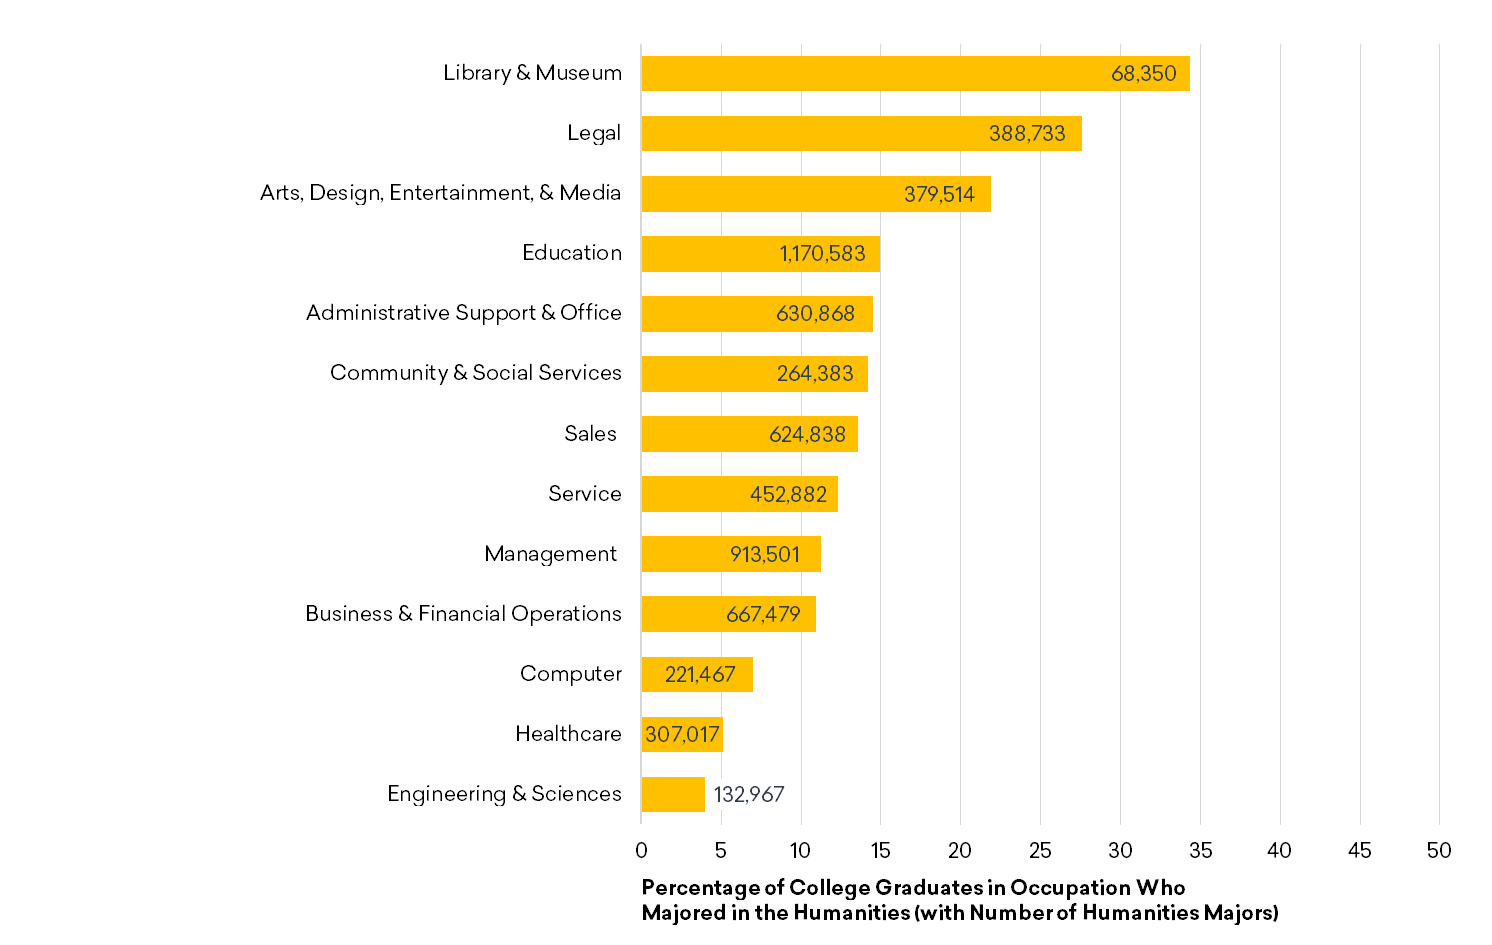 Library & Museum 68,350
Legal 388,733
Arts, Design, Entertainment, & Media 379,514
Education 1,170,583
Administrative Support & Office 630,868
Community & Social Services 264,383
Sales 624,838
Service 452,882
Management 913,501
Business & Financial Operations 667,479
Computer 221,467
Healthcare 307,017
Engineering & Sciences 132,967
0 5 10 15 20 25 30 35 40 45 50
Percentage of College Graduates in Occupation Who
Majored in the Humanities (with Number of Humanities Majors)